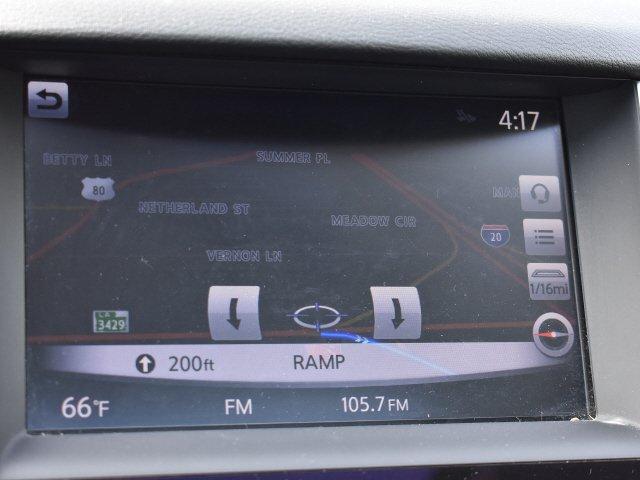 4:17
BETTY LN
SUMMER PL
80
NETHERLAND ST
MEADOW CIR
20
VERNON LN
1/16mi
LA
3429
200ft RAMP
66°F FM 105.7 FM